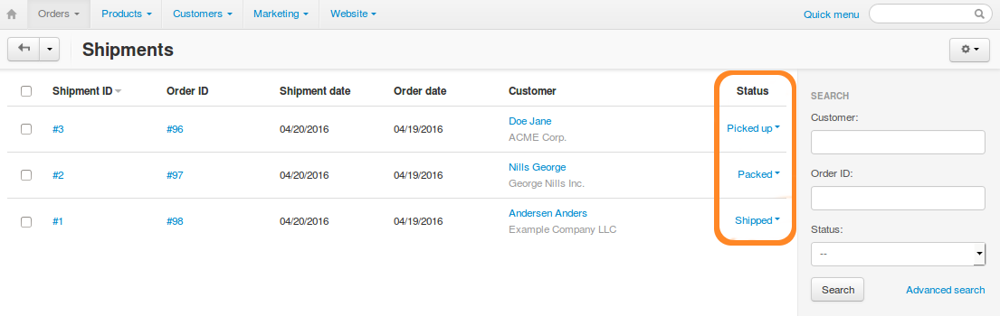 Orders Products Customers Marketing Website Quick menu
Shipments
Shipment ID Order ID Shipment date Order date Customer Status
#3 #96 04/20/2016 04/19/2016 Doe Jane Picked up
ACME Corp.
#2 #97 04/20/2016 04/19/2016 Nills George Packed
George Nills Inc.
#1 #98 04/20/2016 04/19/2016 Andersen Anders Shipped
Example Company LLC
SEARCH
Customer:
Order ID:
Status:
--
Search Advanced search